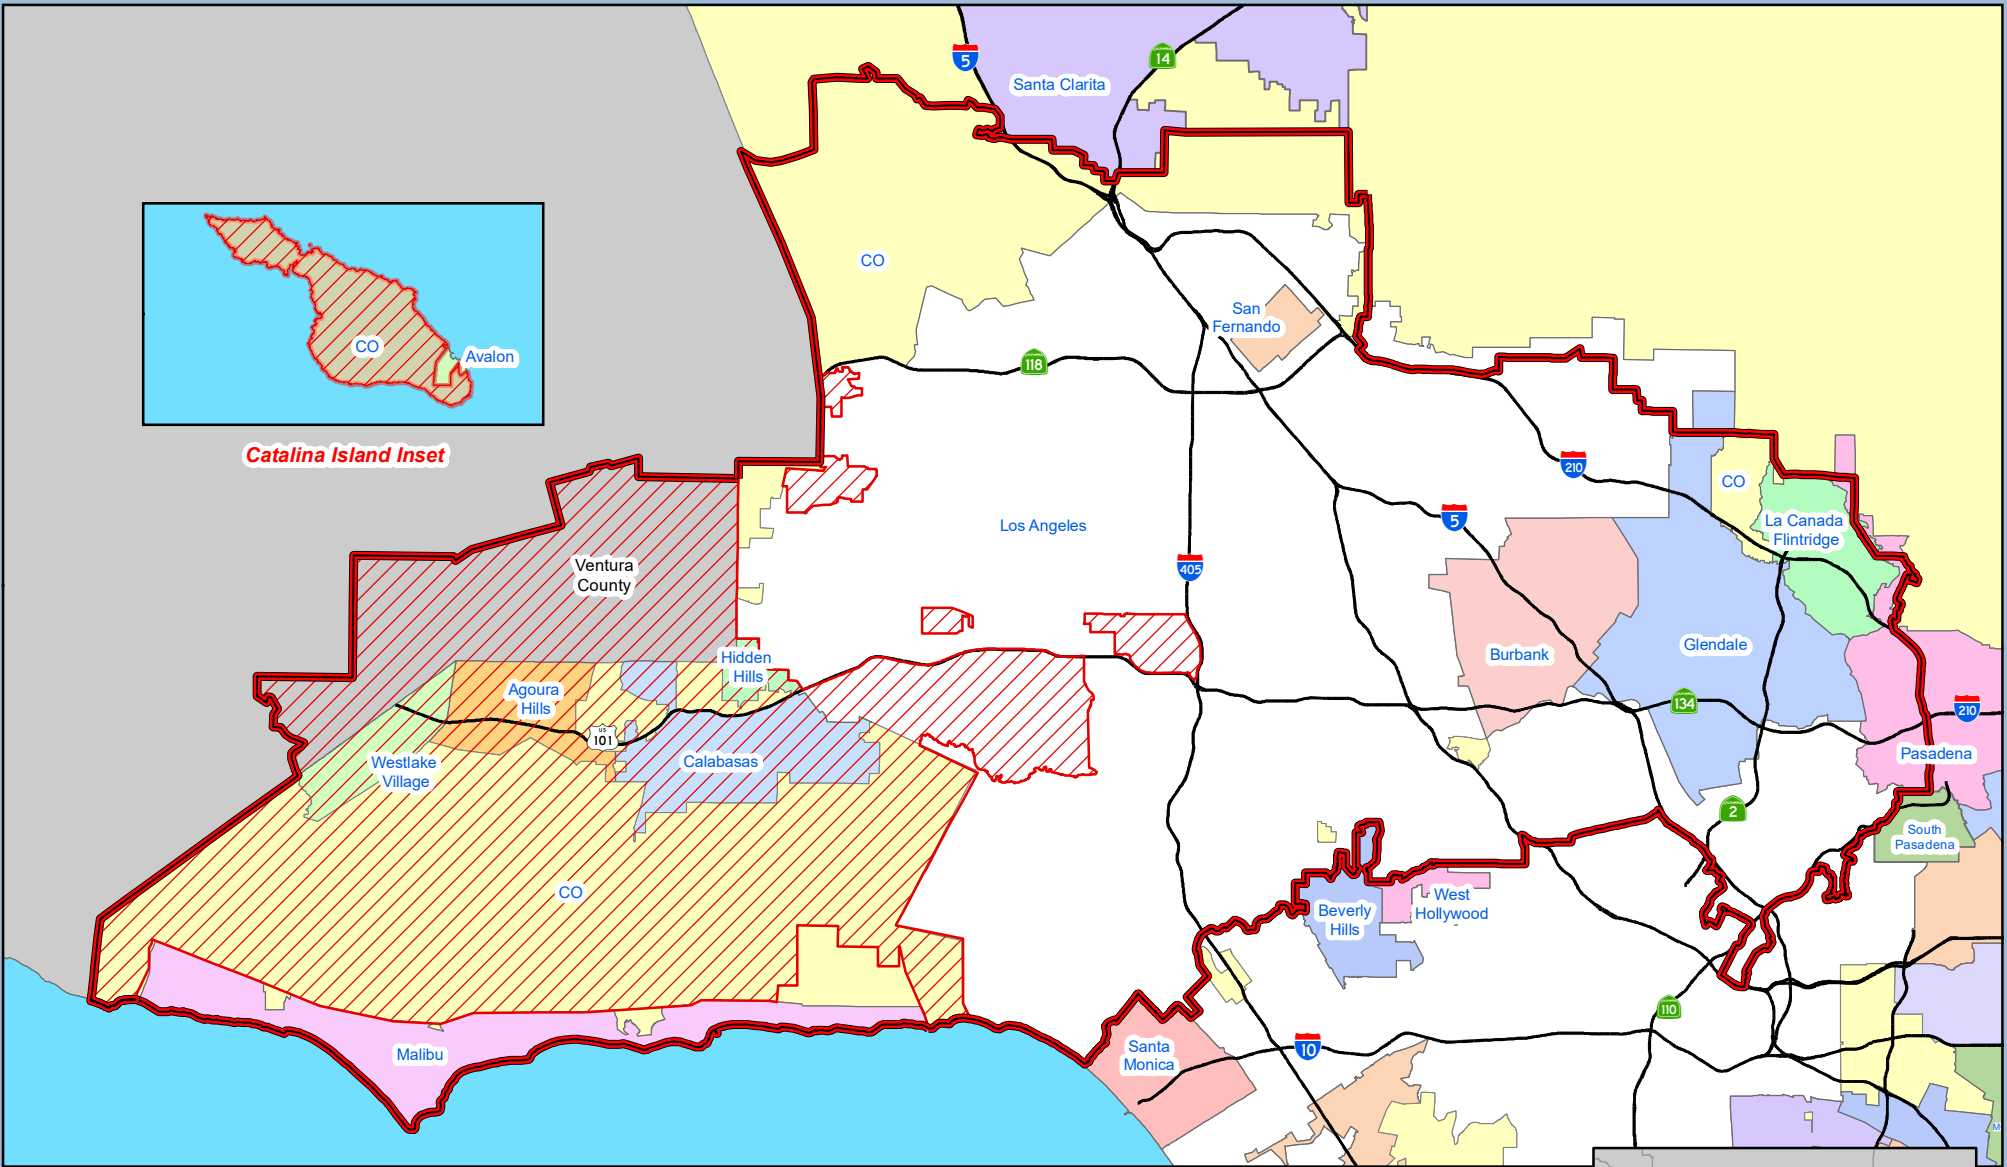 5
14
Santa Clarita
CO
San
Fernando
CO
Avalon
118
Catalina Island Inset
210
CO
5
La Canada
Flintridge
Los Angeles
405
Ventura
County
Hidden
Hills
Burbank
Glendale
Agoura
Hills
134
210
US
101
Westlake
Village
Calabasas
Pasadena
2
South
Pasadena
CO
West
Hollywood
Beverly
Hills
110
Malibu
Santa
Monica
10